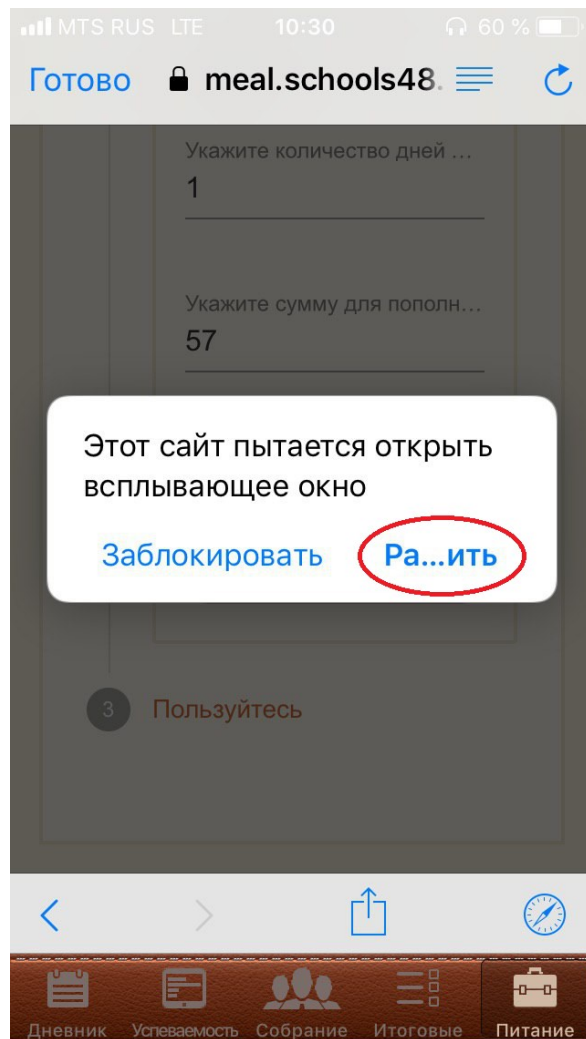 MTS RUS LTE 10:30 60 %
Готово meal.schools48.
Укажите количество дней ...
1
Укажите сумму для пополн...
57
Этот сайт пытается открыть
всплывающее окно
Заблокировать Ра...ить
3 Пользуйтесь
Дневник Успеваемость Собрание Итоговые Питание